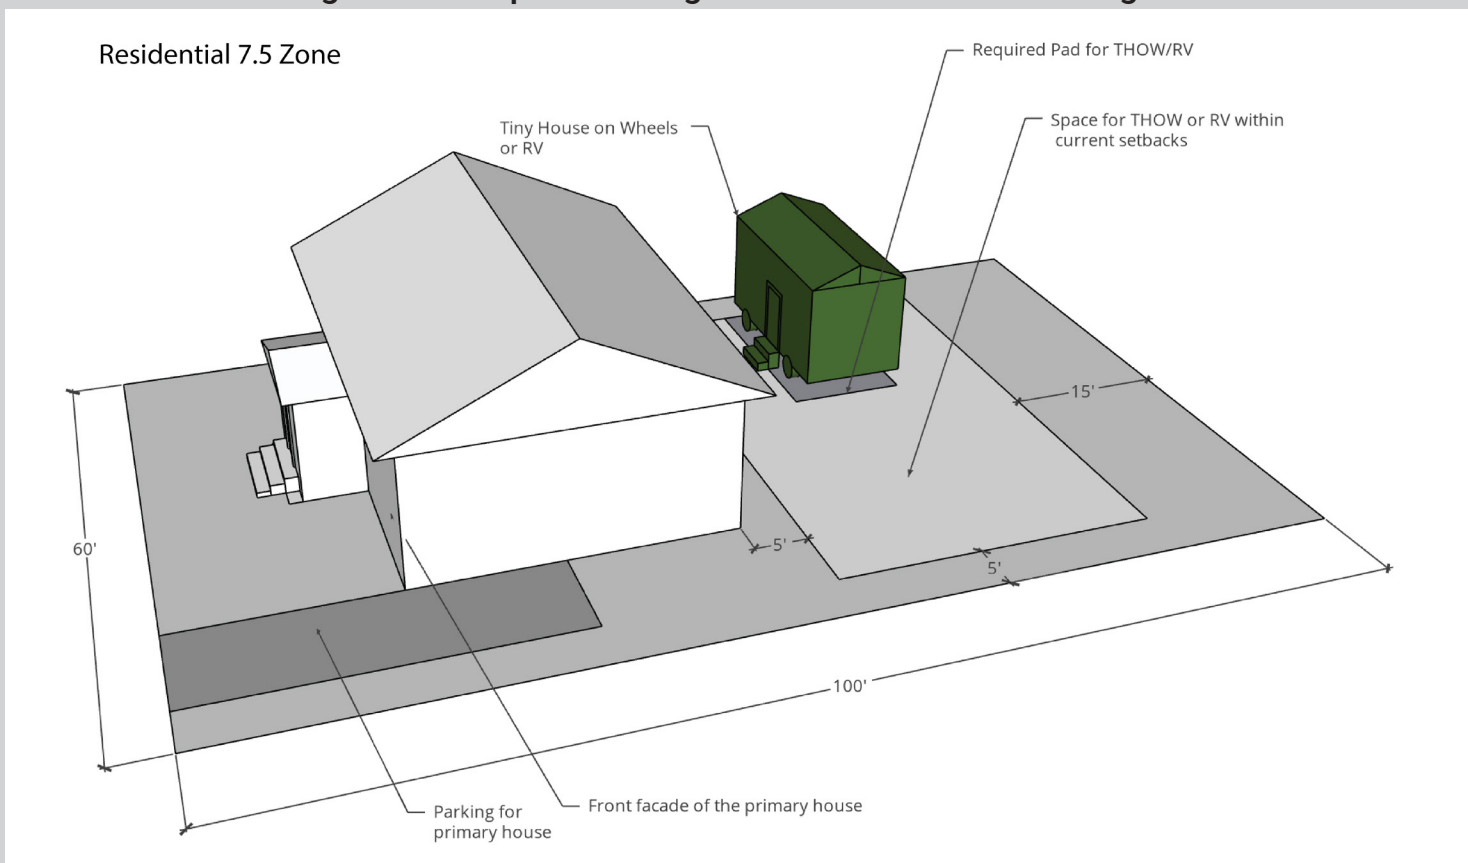 Residential 7.5 Zone
Required Pad for THOW/RV
Space for THOW or RV within
current setbacks
Tiny House on Wheels
or RV
15'
60'
5'
5'
100'
Front facade of the primary house
Parking for
primary house